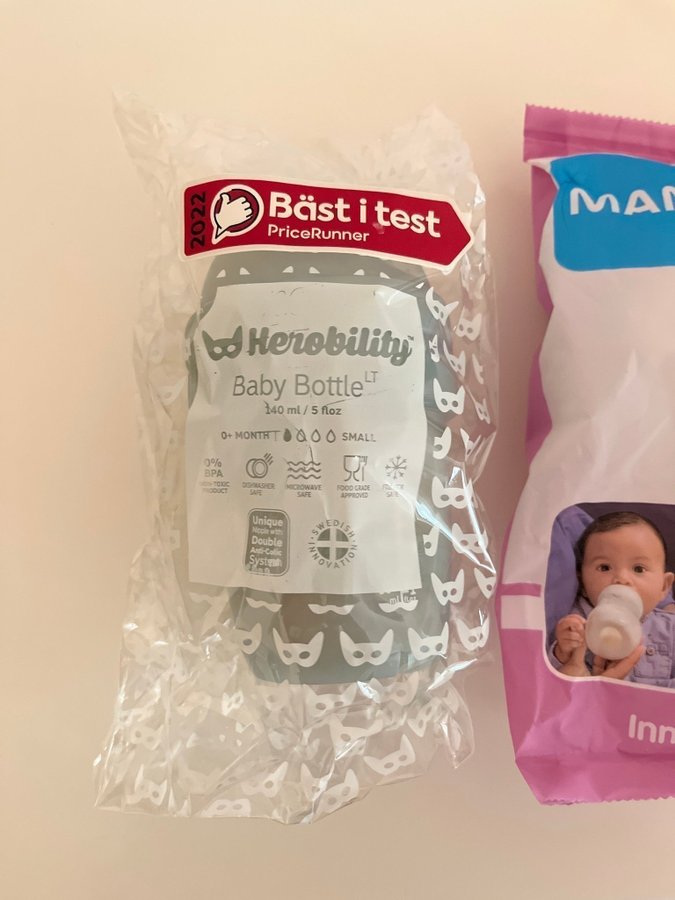 2022
Bäst i test
PriceRunner
MAM
Herobility™
Baby Bottle LT
140 ml / 5 floz
0+ MONTH SMALL
0% BPA
NON-TOXIC PRODUCT
DISHWASHER SAFE
MICROWAVE SAFE
FOOD GRADE APPROVED
SAFE
Unique
Nipple with
Double
Anti-Colic
System
SWEDISH INNOVATION
ml
Inn